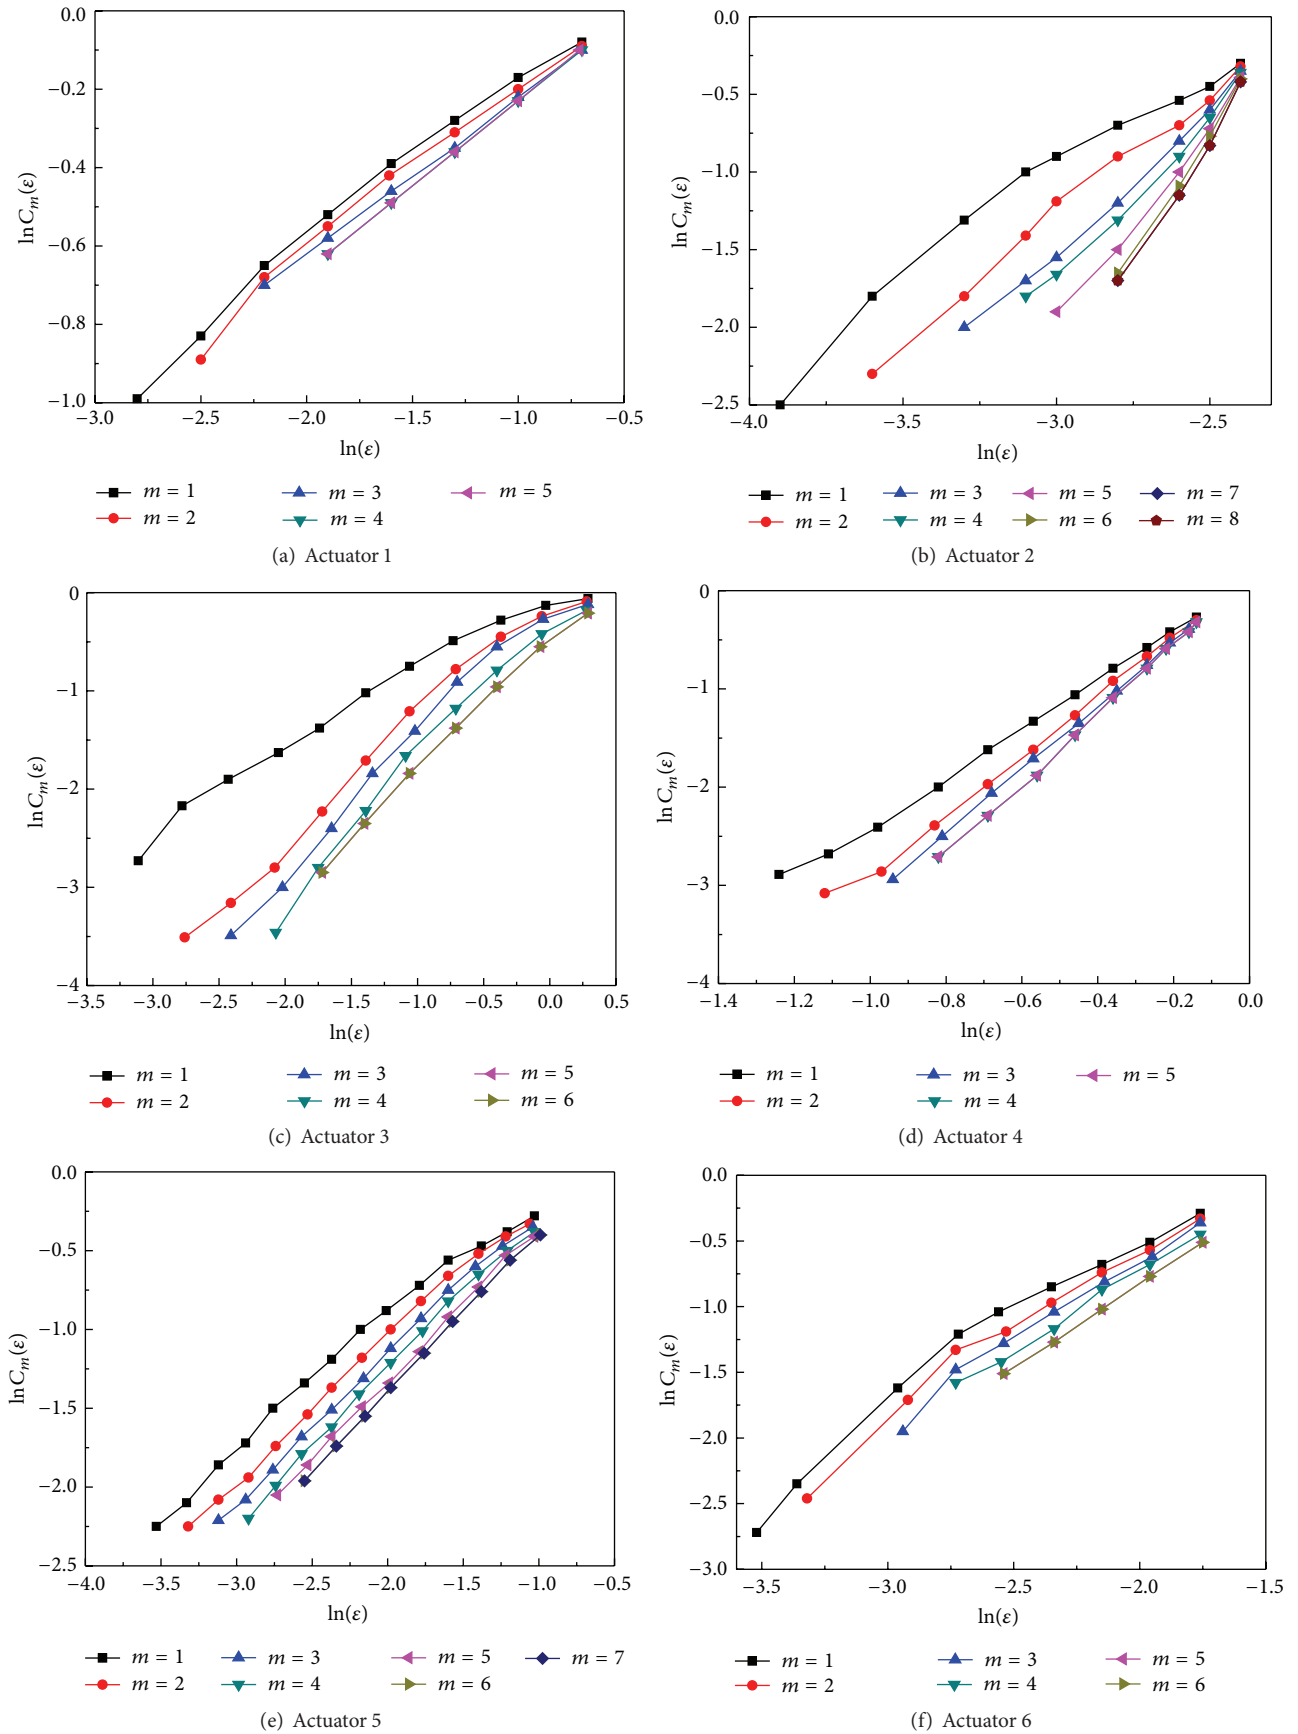 0.0
−0.2
−0.4
−0.6
−0.8
−1.0
ln C_m(ε)
−3.0 −2.5 −2.0 −1.5 −1.0 −0.5
ln(ε)
m = 1 m = 3 m = 5
m = 2 m = 4
(a) Actuator 1
0.0
−0.5
−1.0
−1.5
−2.0
−2.5
ln C_m(ε)
−4.0 −3.5 −3.0 −2.5
ln(ε)
m = 1 m = 3 m = 5 m = 7
m = 2 m = 4 m = 6 m = 8
(b) Actuator 2
0
−1
−2
−3
−4
ln C_m(ε)
−3.5 −3.0 −2.5 −2.0 −1.5 −1.0 −0.5 0.0 0.5
ln(ε)
m = 1 m = 3 m = 5
m = 2 m = 4 m = 6
(c) Actuator 3
0
−1
−2
−3
−4
ln C_m(ε)
−1.4 −1.2 −1.0 −0.8 −0.6 −0.4 −0.2 0.0
ln(ε)
m = 1 m = 3 m = 5
m = 2 m = 4
(d) Actuator 4
0.0
−0.5
−1.0
−1.5
−2.0
−2.5
ln C_m(ε)
−4.0 −3.5 −3.0 −2.5 −2.0 −1.5 −1.0 −0.5
ln(ε)
m = 1 m = 3 m = 5 m = 7
m = 2 m = 4 m = 6
(e) Actuator 5
0.0
−0.5
−1.0
−1.5
−2.0
−2.5
−3.0
ln C_m(ε)
−3.5 −3.0 −2.5 −2.0 −1.5
ln(ε)
m = 1 m = 3 m = 5
m = 2 m = 4 m = 6
(f) Actuator 6